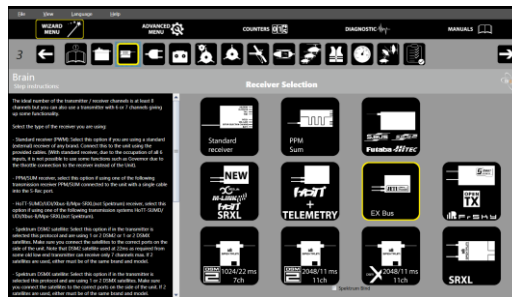 File View Language Help
WIZARD MENU ADVANCED MENU COUNTERS DIAGNOSTIC MANUALS
3
Brain
Step instructions:
Receiver Selection
The ideal number of the transmitter / receiver channels is at least 8
channels but you can also use a transmitter with 6 or 7 channels giving
up some functionality.
Select the type of the receiver you are using:
- Standard receiver (PWM): Select this option if you are using a standard
(external) receiver of any brand. Connect this to the unit using the
provided cables. (With standard receiver, due to the occupation of all 6
inputs, it is not possible to use some functions such as Governor due to
the throttle connection to the receiver instead of the Unit).
- PPM/SUM receiver, select this option if using one of the following
transmission receiver PPM/SUM connected to the unit with a single cable
into the S-Rec port.
- HoTT-SUMD/UDI/Xbus-B/Mpx-SRXL(non Spektrum) receiver, select this
option if using one of the following transmission systems HoTT-SUMD/
UDI/Xbus-B/Mpx-SRXL(non Spektrum).
- Spektrum DSM2 satellite: Select this option if in the transmitter is
selected this protocol and are using 1 or 2 DSM2 or 1 or 2 DSMX
satellites. Make sure you connect the satellites to the correct ports on the
side of the unit. Note that DSM2 satellite used at 22ms as required from
some old low end transmitter can receive only 7 channels max. If 2
satellites are used, either must be of the same brand and model.
- Spektrum DSMX satellite: Select this option if in the transmitter is
selected this protocol and are using 1 or 2 DSMX satellites. Make sure
you connect the satellites to the correct ports on the side of the unit. If 2
satellites are used, either must be of the same brand and model.
Standard receiver
PPM Sum
Futaba HiTEC
NEW
M-LINK
HoTT
SRXL
HoTT
+
TELEMETRY
JETI
EX Bus
OPEN TX
FrSKY
DSM2 1024/22 ms 7ch
DSM2 2048/11 ms 11ch
2048/11 ms 11ch
SRXL
Spektrum Bind